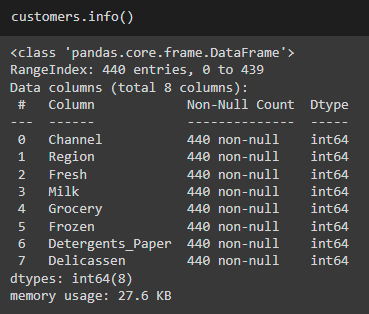 customers.info()
<class 'pandas.core.frame.DataFrame'>
RangeIndex: 440 entries, 0 to 439
Data columns (total 8 columns):
 #   Column            Non-Null Count  Dtype
---  ------            --------------  -----
 0   Channel           440 non-null    int64
 1   Region            440 non-null    int64
 2   Fresh             440 non-null    int64
 3   Milk              440 non-null    int64
 4   Grocery           440 non-null    int64
 5   Frozen            440 non-null    int64
 6   Detergents_Paper  440 non-null    int64
 7   Delicassen        440 non-null    int64
dtypes: int64(8)
memory usage: 27.6 KB